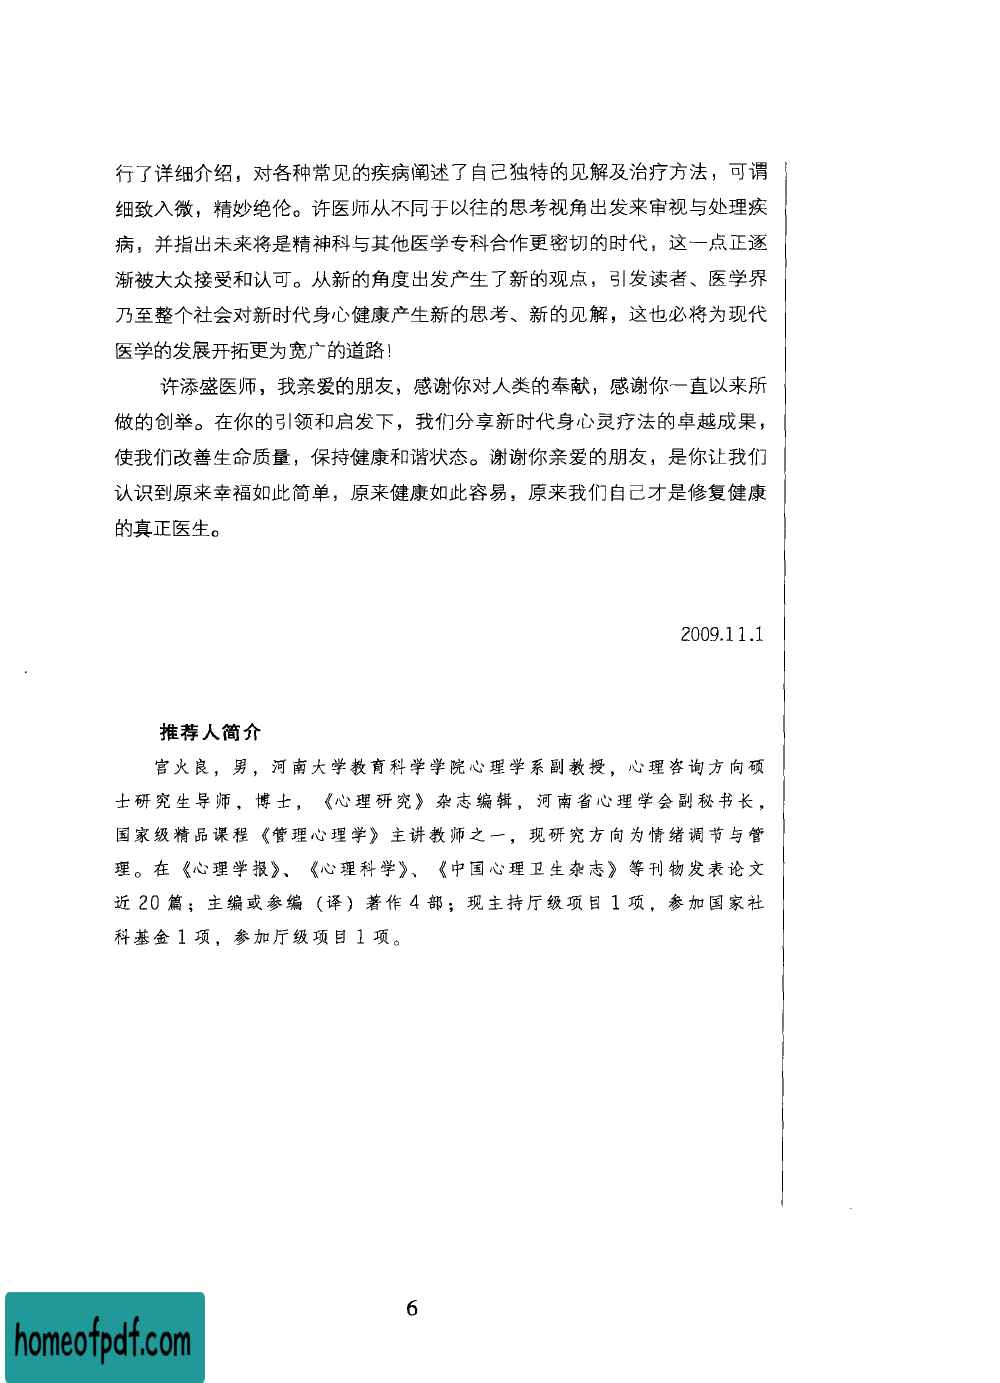 行了详细介绍，对各种常见的疾病阐述了自己独特的见解及治疗方法，可谓
细致入微，精妙绝伦。许医师从不同于以往的思考视角出发来审视与处理疾
病，并指出未来将是精神科与其他医学专科合作更密切的时代，这一点正逐
渐被大众接受和认可。从新的角度出发产生了新的观点，引发读者、医学界
乃至整个社会对新时代身心健康产生新的思考、新的见解，这也必将为现代
医学的发展开拓更为宽广的道路！
许添盛医师，我亲爱的朋友，感谢你对人类的奉献，感谢你一直以来所
做的创举。在你的引领和启发下，我们分享新时代身心灵疗法的卓越成果，
使我们改善生命质量，保持健康和谐状态。谢谢你亲爱的朋友，是你让我们
认识到原来幸福如此简单，原来健康如此容易，原来我们自己才是修复健康
的真正医生。
2009.11.1
推荐人简介
宫火良，男，河南大学教育科学学院心理学系副教授，心理咨询方向硕
士研究生导师，博士，《心理研究》杂志编辑，河南省心理学会副秘书长，
国家级精品课程《管理心理学》主讲教师之一，现研究方向为情绪调节与管
理。在《心理学报》、《心理科学》、《中国心理卫生杂志》等刊物发表论文
近 20 篇；主编或参编（译）著作 4 部；现主持厅级项目 1 项，参加国家社
科基金 1 项，参加厅级项目 1 项。
6
homeofpdf.com